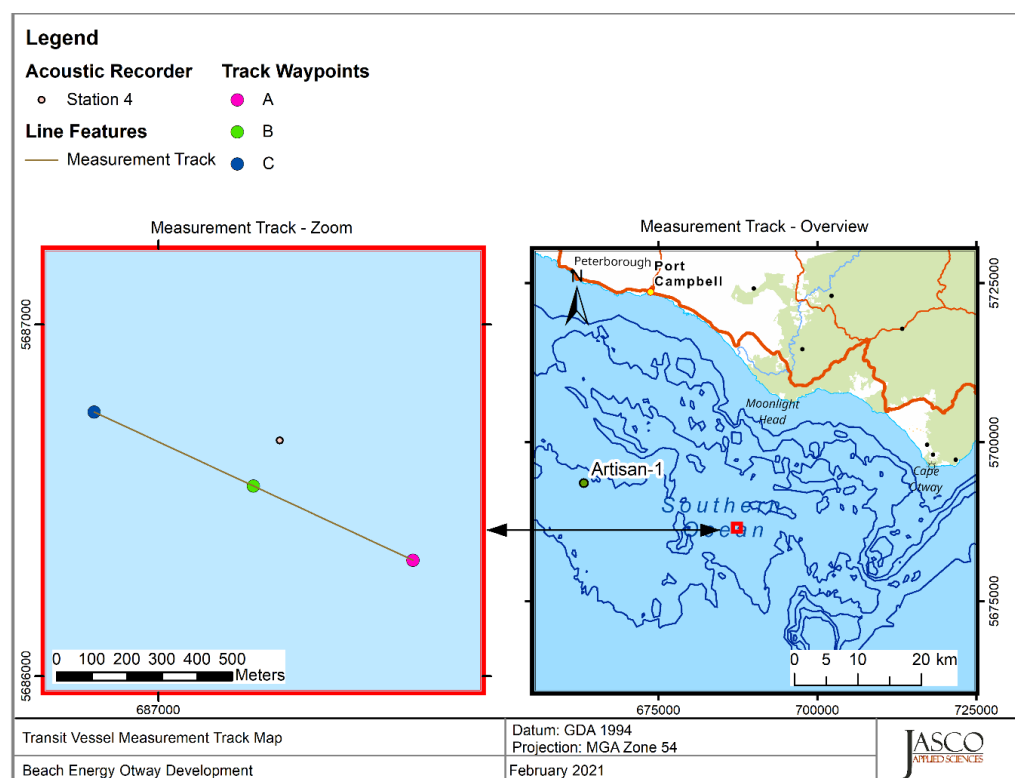 Legend
Acoustic Recorder
Station 4
Line Features
Measurement Track
Track Waypoints
A
B
C
Measurement Track - Zoom
5687000
5686000
687000
0 100 200 300 400 500
Meters
Measurement Track - Overview
Peterborough
Port
Campbell
N
Moonlight
Head
Cape
Otway
Artisan-1
Southern
Ocean
0 5 10 20 km
5725000
5700000
5675000
675000 700000 725000
Transit Vessel Measurement Track Map
Beach Energy Otway Development
Datum: GDA 1994
Projection: MGA Zone 54
February 2021
JASCO
APPLIED SCIENCES